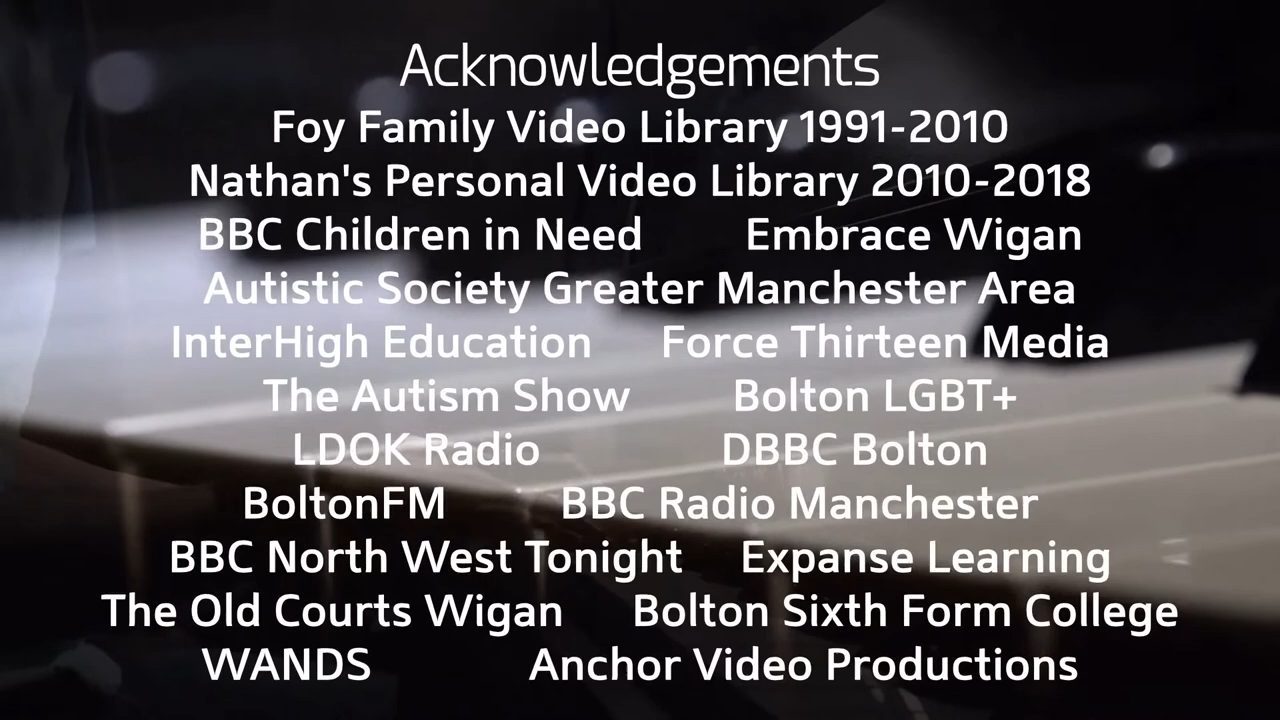 Acknowledgements
Foy Family Video Library 1991-2010
Nathan's Personal Video Library 2010-2018
BBC Children in Need Embrace Wigan
Autistic Society Greater Manchester Area
InterHigh Education Force Thirteen Media
The Autism Show Bolton LGBT+
LDOK Radio DBBC Bolton
BoltonFM BBC Radio Manchester
BBC North West Tonight Expanse Learning
The Old Courts Wigan Bolton Sixth Form College
WANDS Anchor Video Productions